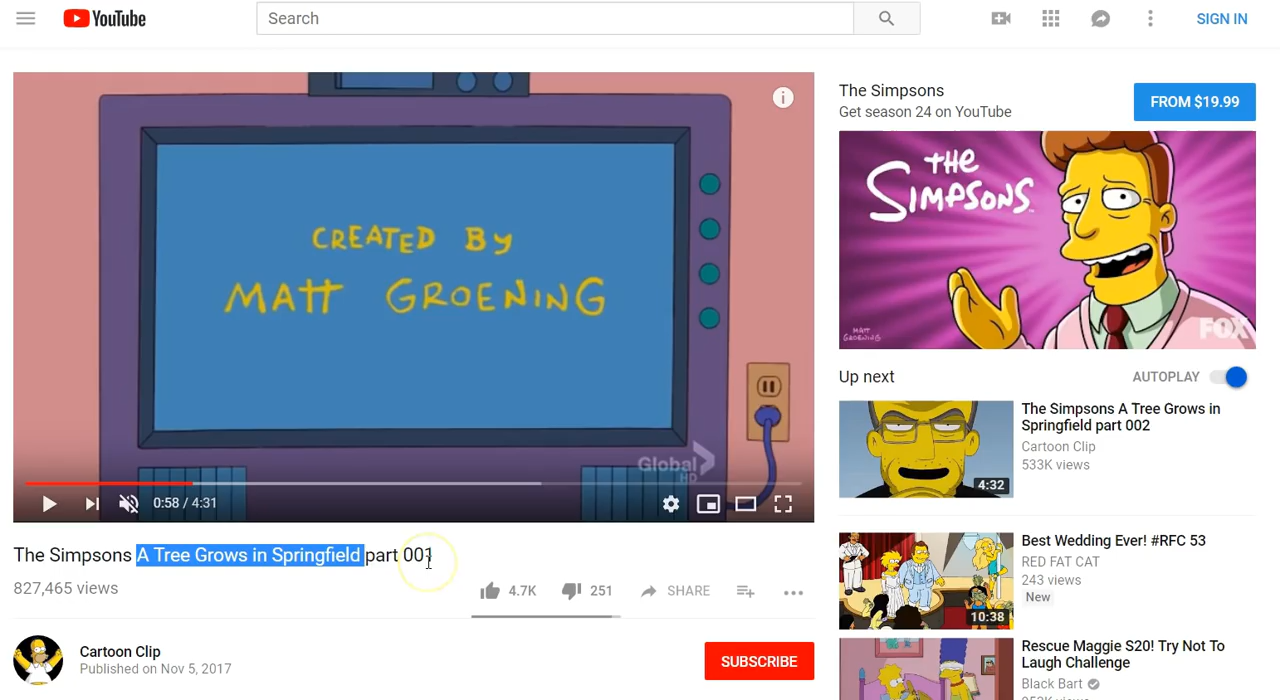 YouTube
Search
SIGN IN
CREATED BY
MATT GROENING
Global
HD
0:58 / 4:31
The Simpsons A Tree Grows in Springfield part 001
827,465 views
4.7K
251
SHARE
Cartoon Clip
Published on Nov 5, 2017
SUBSCRIBE
The Simpsons
Get season 24 on YouTube
FROM $19.99
THE
SIMPSONS
MATT
GROENING
FOX
Up next
AUTOPLAY
The Simpsons A Tree Grows in
Springfield part 002
Cartoon Clip
533K views
4:32
Best Wedding Ever! #RFC 53
RED FAT CAT
243 views
New
10:38
Rescue Maggie S20! Try Not To
Laugh Challenge
Black Bart